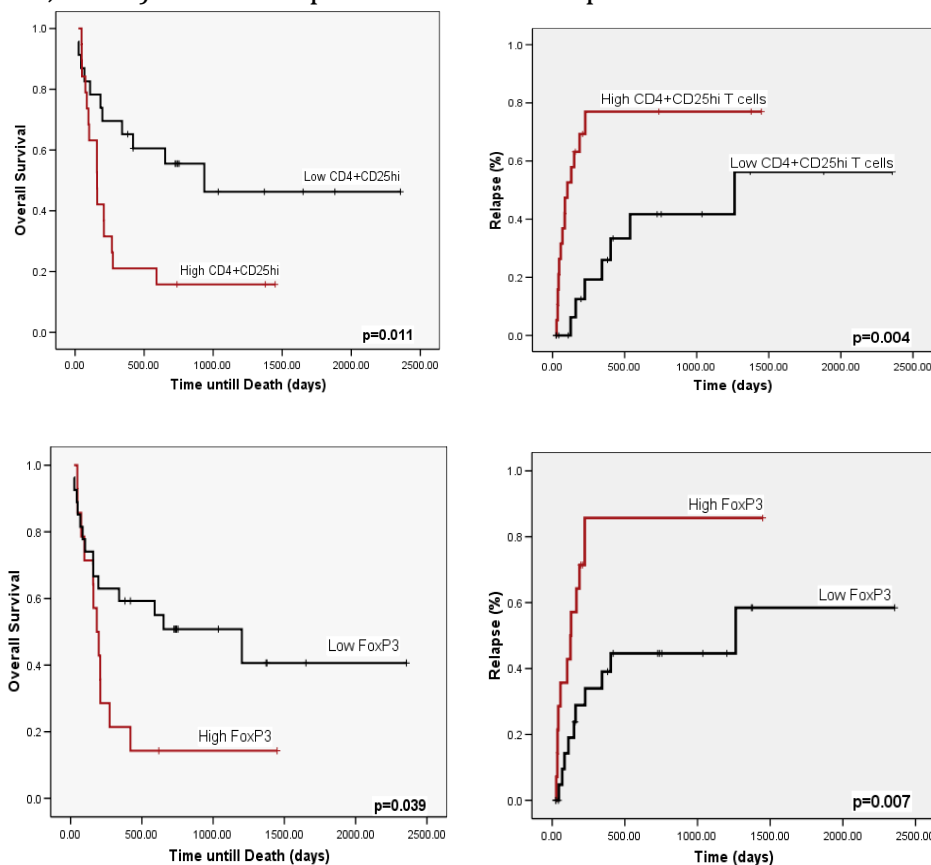 Overall Survival
1.0
0.8
0.6
0.4
0.2
0.0
Low CD4+CD25hi
High CD4+CD25hi
p=0.011
0.00
500.00
1000.00
1500.00
2000.00
2500.00
Time untill Death (days)
Relapse (%)
1.0
0.8
0.6
0.4
0.2
0.0
High CD4+CD25hi T cells
Low CD4+CD25hi T cells
p=0.004
0.00
500.00
1000.00
1500.00
2000.00
2500.00
Time (days)
Overall Survival
1.0
0.8
0.6
0.4
0.2
0.0
Low FoxP3
High FoxP3
p=0.039
0.00
500.00
1000.00
1500.00
2000.00
2500.00
Time untill Death (days)
Relapse (%)
1.0
0.8
0.6
0.4
0.2
0.0
High FoxP3
Low FoxP3
p=0.007
0.00
500.00
1000.00
1500.00
2000.00
2500.00
Time (days)